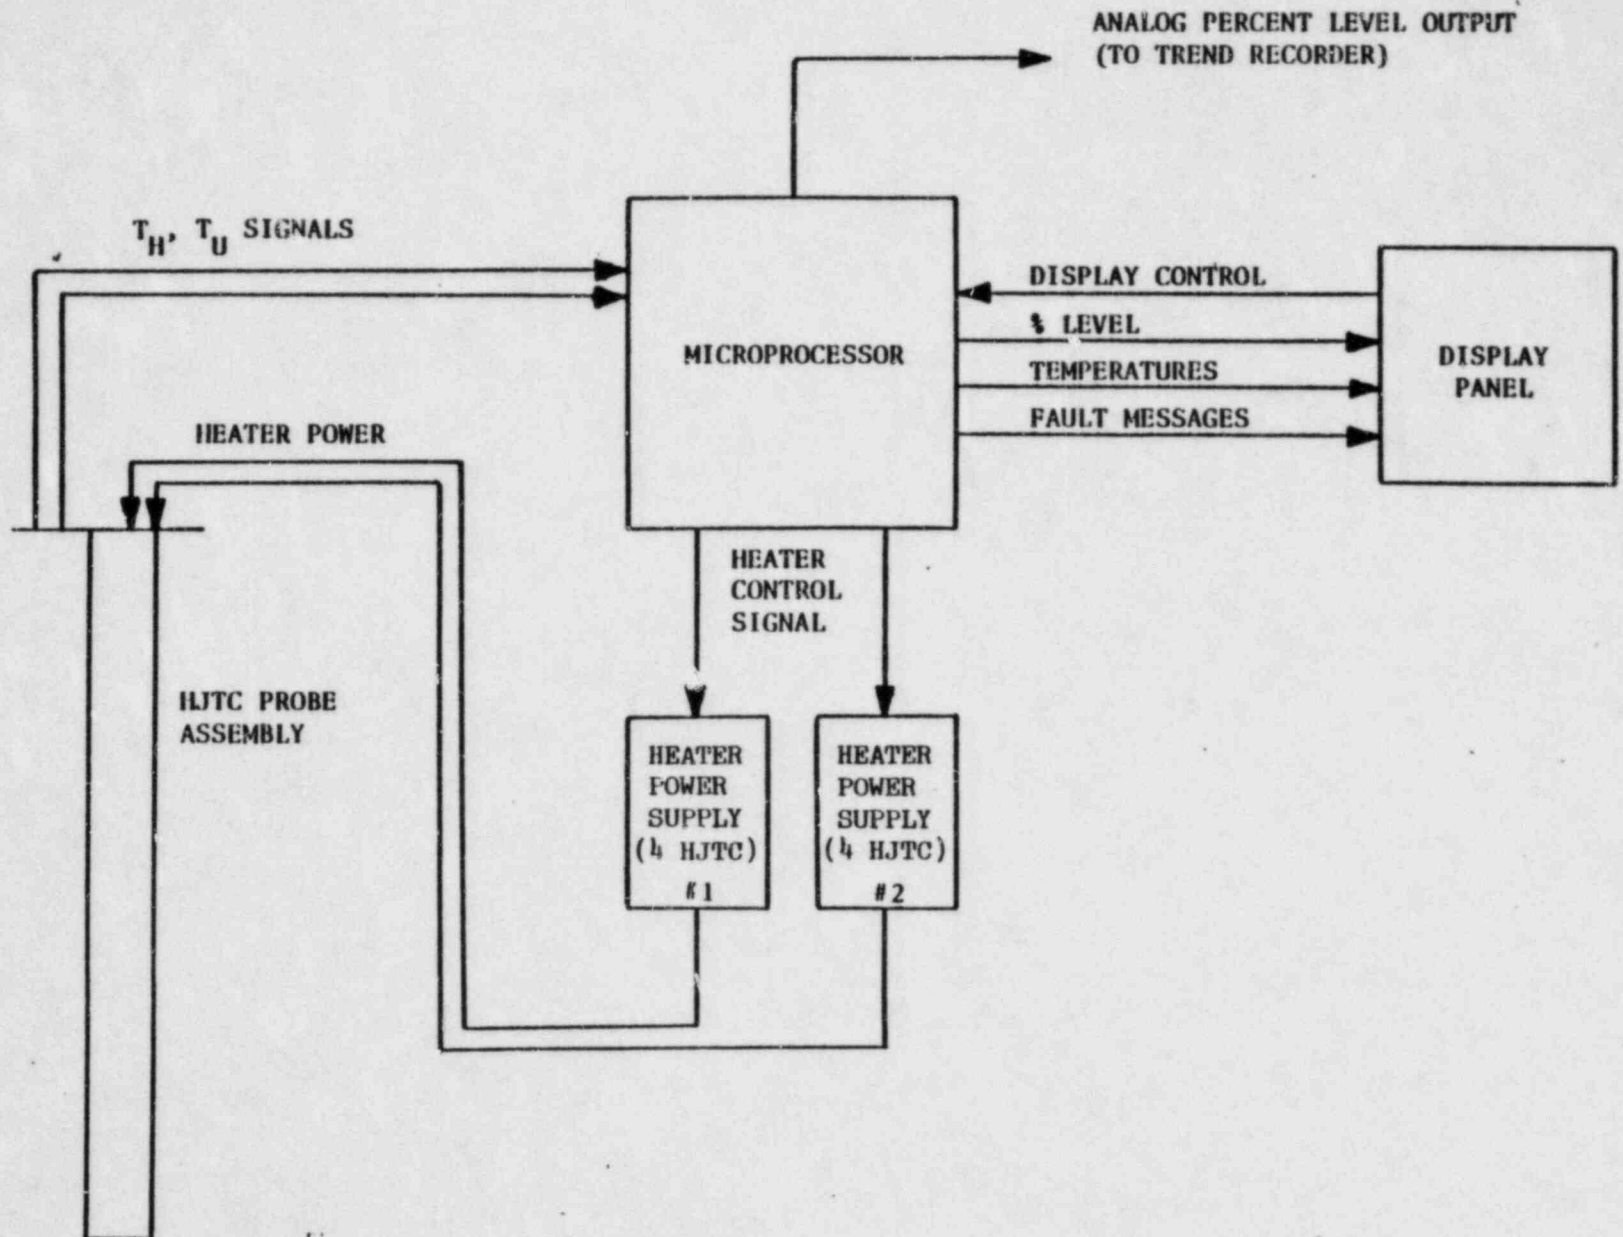 ANALOG PERCENT LEVEL OUTPUT
(TO TREND RECORDER)
TH, TU SIGNALS
DISPLAY CONTROL
% LEVEL
TEMPERATURES
FAULT MESSAGES
MICROPROCESSOR
DISPLAY
PANEL
HEATER POWER
HEATER
CONTROL
SIGNAL
HJTC PROBE
ASSEMBLY
HEATER
POWER
SUPPLY
(4 HJTC)
#1
HEATER
POWER
SUPPLY
(4 HJTC)
#2